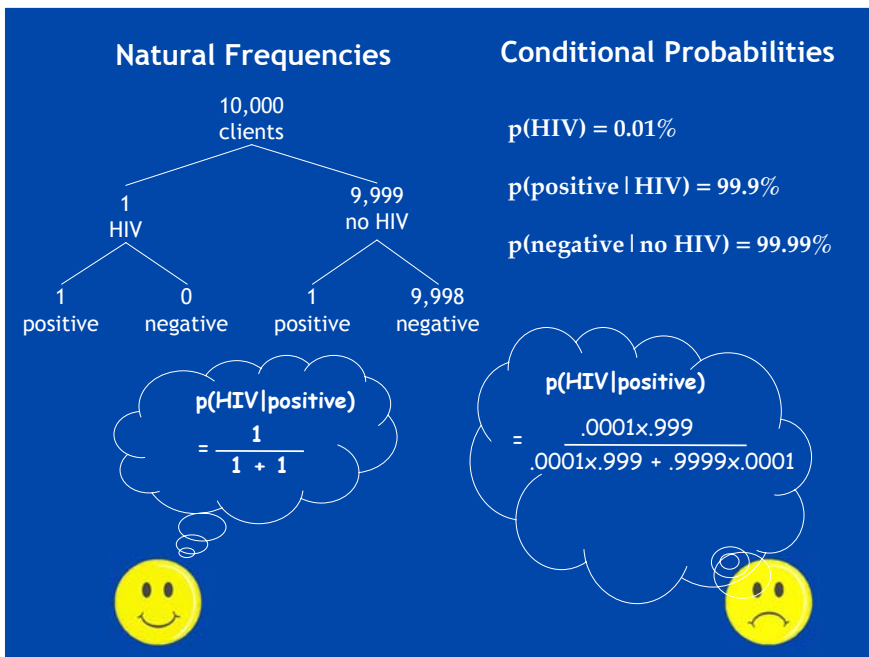 Natural Frequencies
10,000
clients
1
HIV
9,999
no HIV
1
positive
0
negative
1
positive
9,998
negative
p(HIV|positive)
= 1
1 + 1
Conditional Probabilities
p(HIV) = 0.01%
p(positive|HIV) = 99.9%
p(negative|no HIV) = 99.99%
p(HIV|positive)
= .0001x.999
.0001x.999 + .9999x.0001